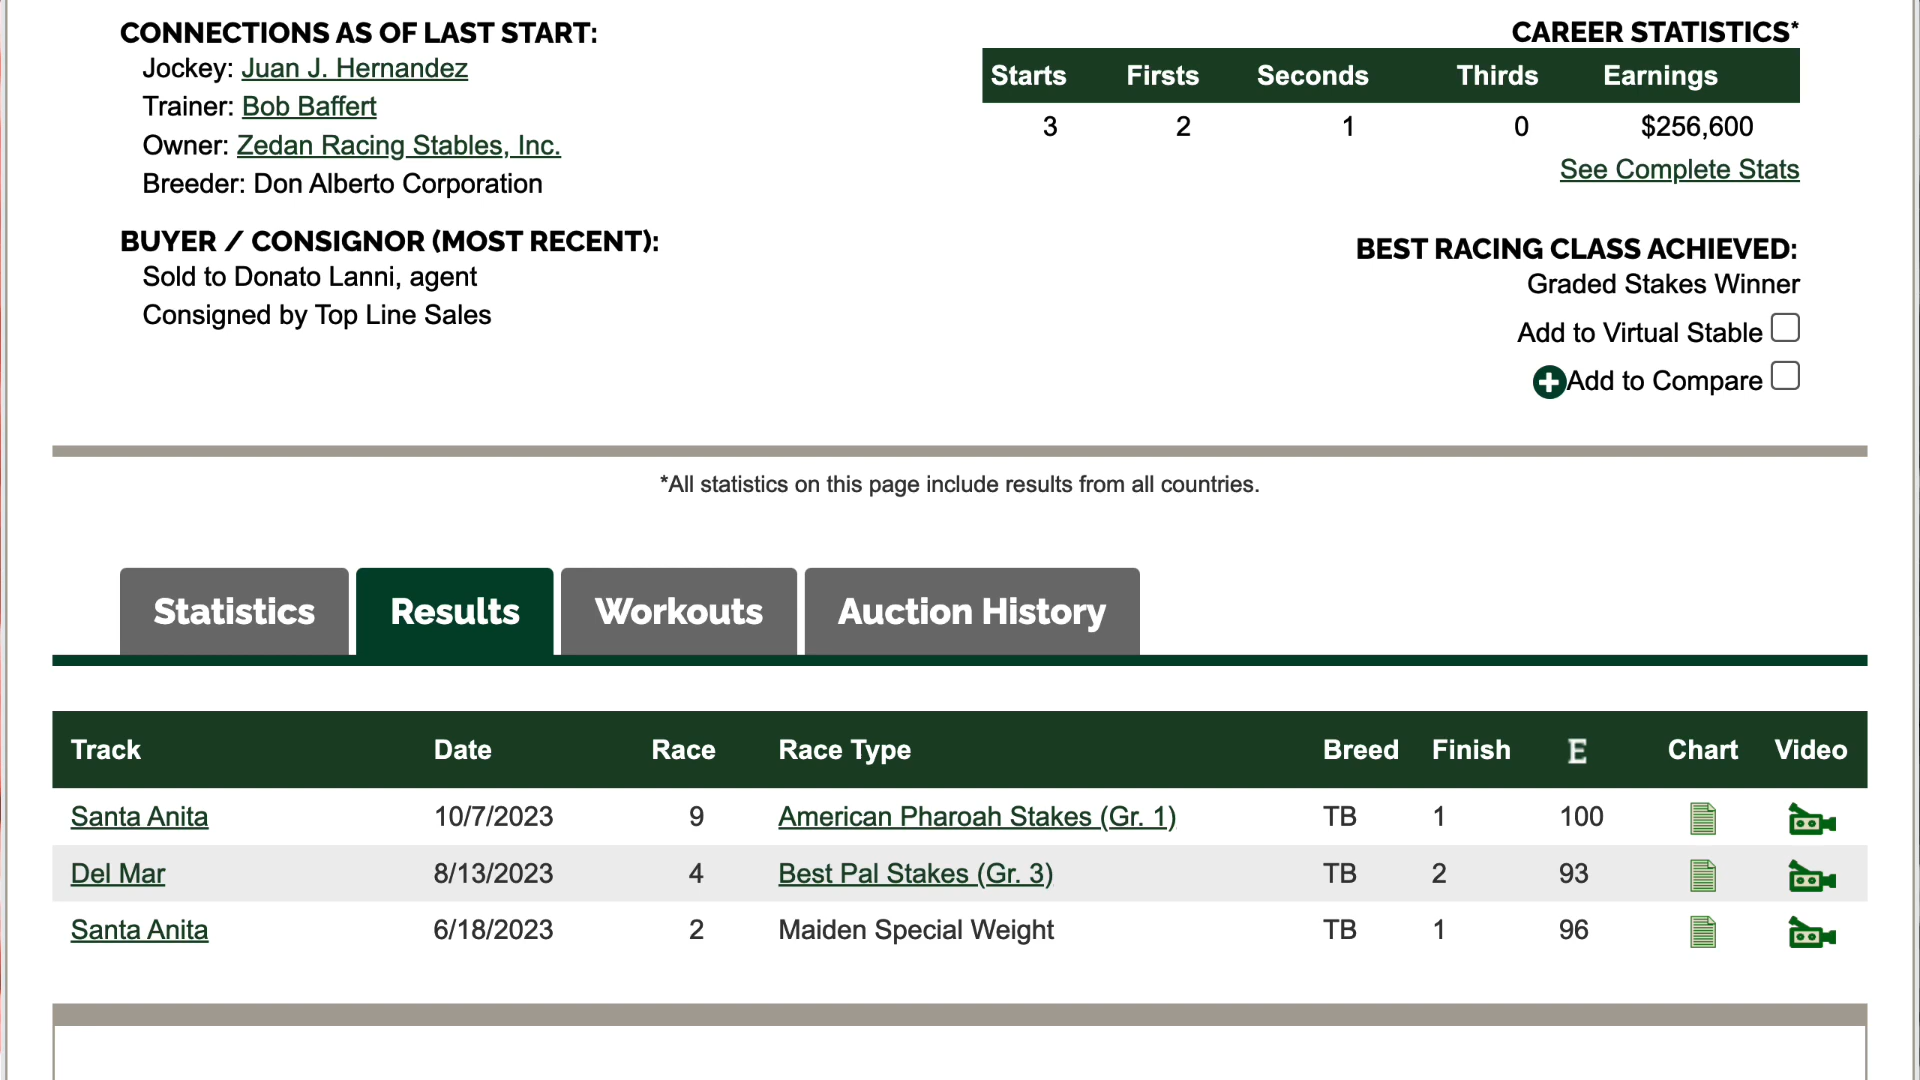 CONNECTIONS AS OF LAST START:
Jockey: Juan J. Hernandez
Trainer: Bob Baffert
Owner: Zedan Racing Stables, Inc.
Breeder: Don Alberto Corporation
BUYER / CONSIGNOR (MOST RECENT):
Sold to Donato Lanni, agent
Consigned by Top Line Sales
CAREER STATISTICS*
Starts Firsts Seconds Thirds Earnings
3 2 1 0 $256,600
See Complete Stats
BEST RACING CLASS ACHIEVED:
Graded Stakes Winner
Add to Virtual Stable
Add to Compare
*All statistics on this page include results from all countries.
Statistics Results Workouts Auction History
Track Date Race Race Type Breed Finish E Chart Video
Santa Anita 10/7/2023 9 American Pharoah Stakes (Gr. 1) TB 1 100
Del Mar 8/13/2023 4 Best Pal Stakes (Gr. 3) TB 2 93
Santa Anita 6/18/2023 2 Maiden Special Weight TB 1 96